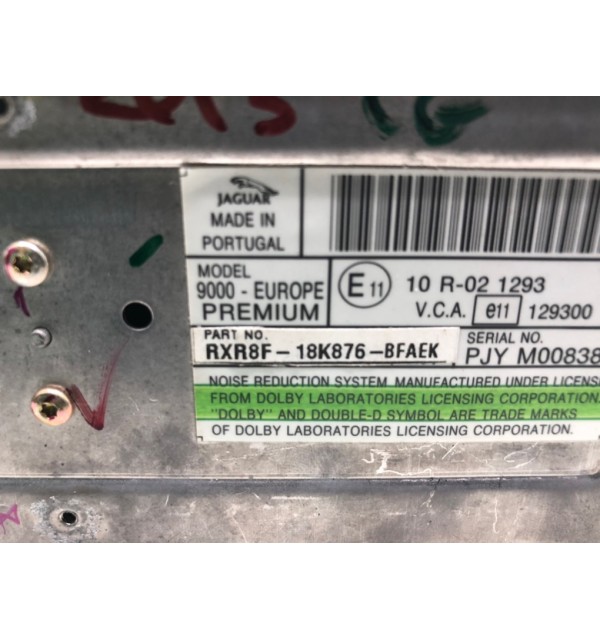 JAGUAR
MADE IN
PORTUGAL
MODEL
9000 - EUROPE
PREMIUM
E 11
10 R-02 1293
V.C.A. e11 129300
PART NO.
RXR8F-18K876-BFAEK
SERIAL NO.
PJY M00838
NOISE REDUCTION SYSTEM MANUFACTURED UNDER
FROM DOLBY LABORATORIES LICENSING CORPORATION.
"DOLBY" AND DOUBLE-D SYMBOL ARE TRADE MARKS
OF DOLBY LABORATORIES LICENSING CORPORATION.